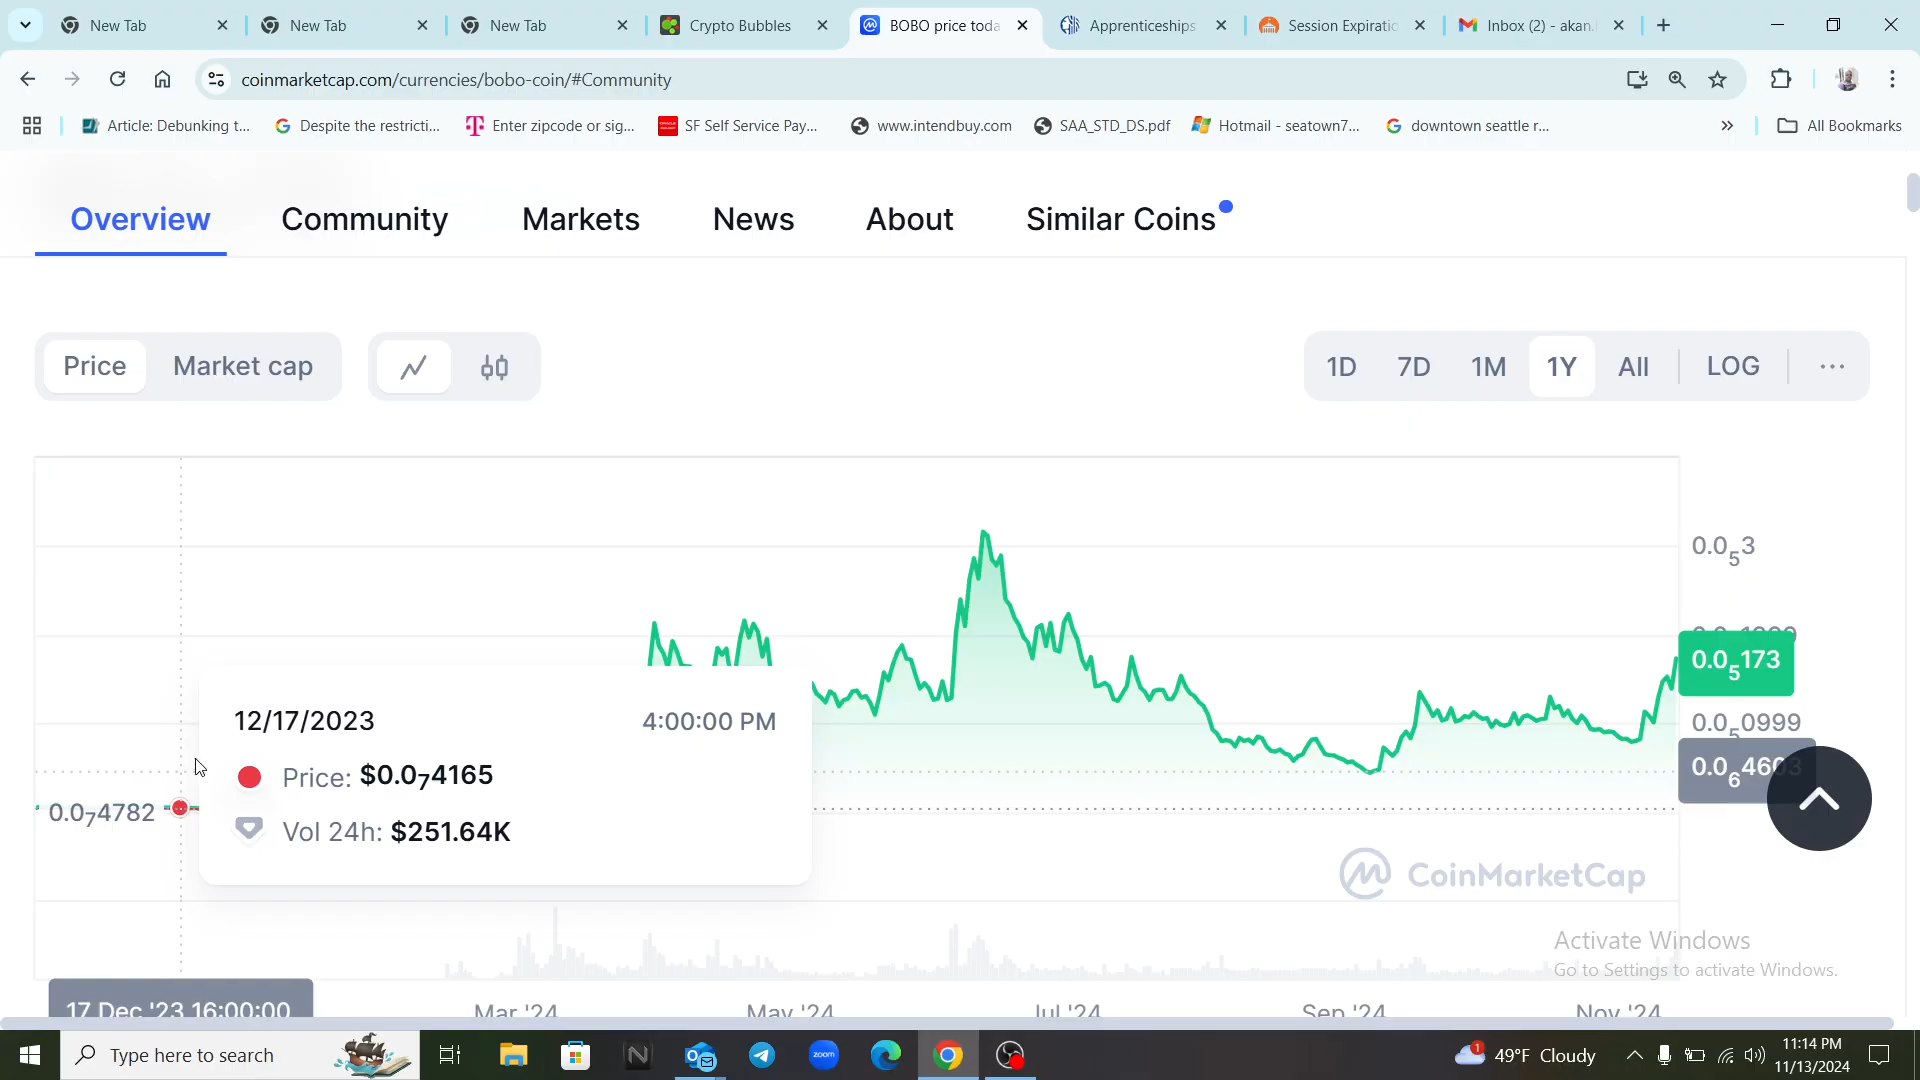 New Tab
New Tab
New Tab
Crypto Bubbles
BOBO price toda
Apprenticeships
Session Expiratic
Inbox (2) - akan.
coinmarketcap.com/currencies/bobo-coin/#Community
Article: Debunking t...
Despite the restricti...
Enter zipcode or sig...
SF Self Service Pay...
www.intendbuy.com
SAA_STD_DS.pdf
Hotmail - seatown7...
downtown seattle r...
All Bookmarks
Overview
Community
Markets
News
About
Similar Coins
Price
Market cap
1D
7D
1M
1Y
All
LOG
0.0₅3
0.0₅173
0.0₅0999
0.0₆4603
12/17/2023
4:00:00 PM
Price: $0.0₇4165
Vol 24h: $251.64K
0.0₇4782
CoinMarketCap
Activate Windows
Go to Settings to activate Windows.
17 Dec '23 16:00:00
Mar '24
May '24
Jul '24
Sep '24
Nov '24
Type here to search
zoom
1
49°F Cloudy
11:14 PM
11/13/2024